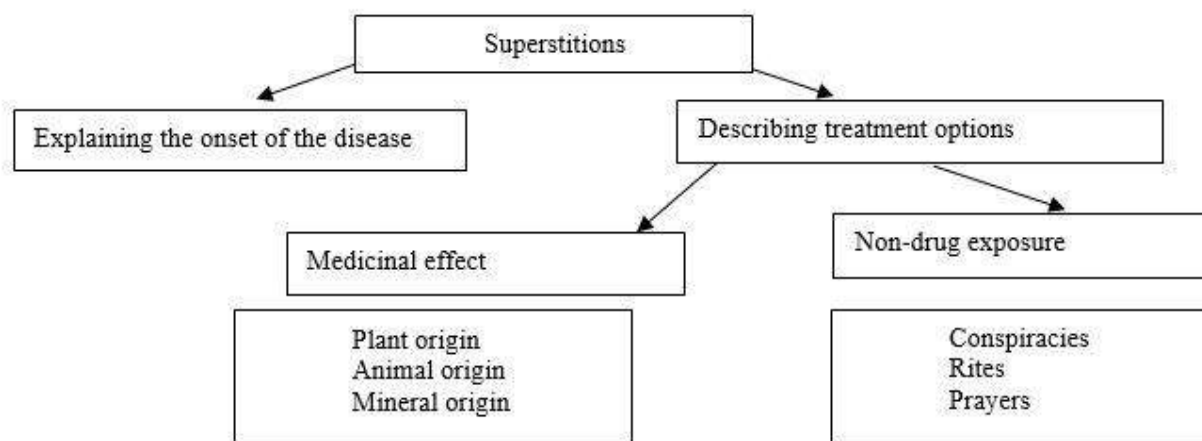 Superstitions
Explaining the onset of the disease
Describing treatment options
Medicinal effect
Non-drug exposure
Plant origin
Animal origin
Mineral origin
Conspiracies
Rites
Prayers